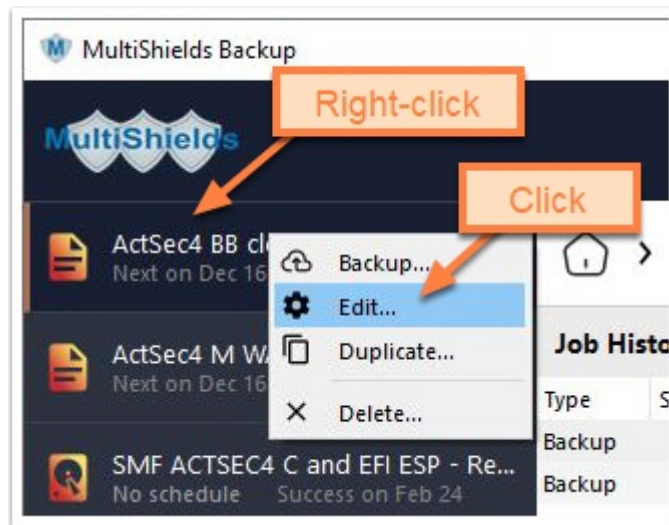 MultiShields Backup
Right-click
MultiShields
Click
ActSec4 BB cl
Next on Dec 16
Backup...
Edit...
Duplicate...
Delete...
ActSec4 M W
Next on Dec 16
SMF ACTSEC4 C and EFI ESP - Re...
No schedule Success on Feb 24
Job Histo
Type S
Backup
Backup